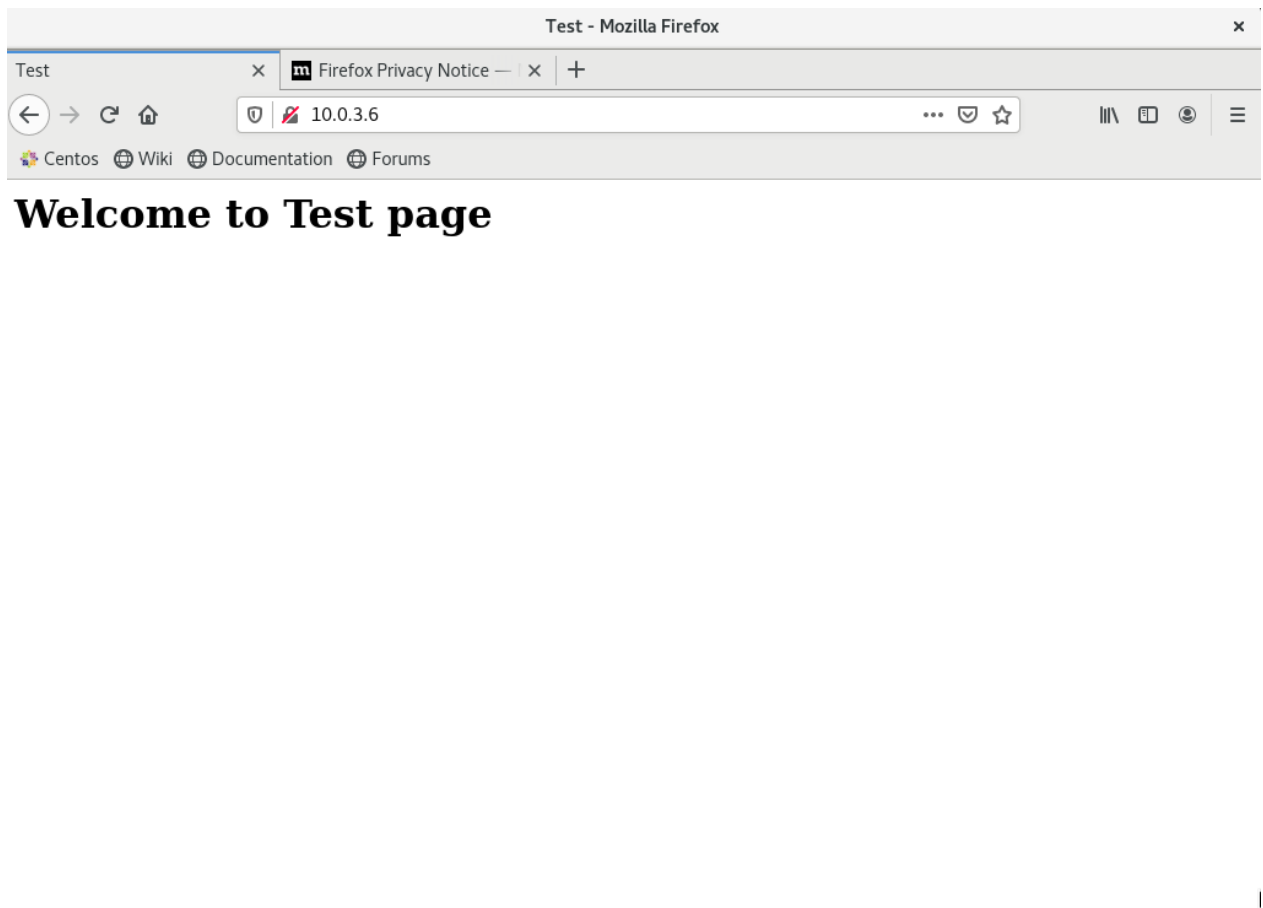 Test - Mozilla Firefox
Test
Firefox Privacy Notice —
10.0.3.6
Centos Wiki Documentation Forums
Welcome to Test page